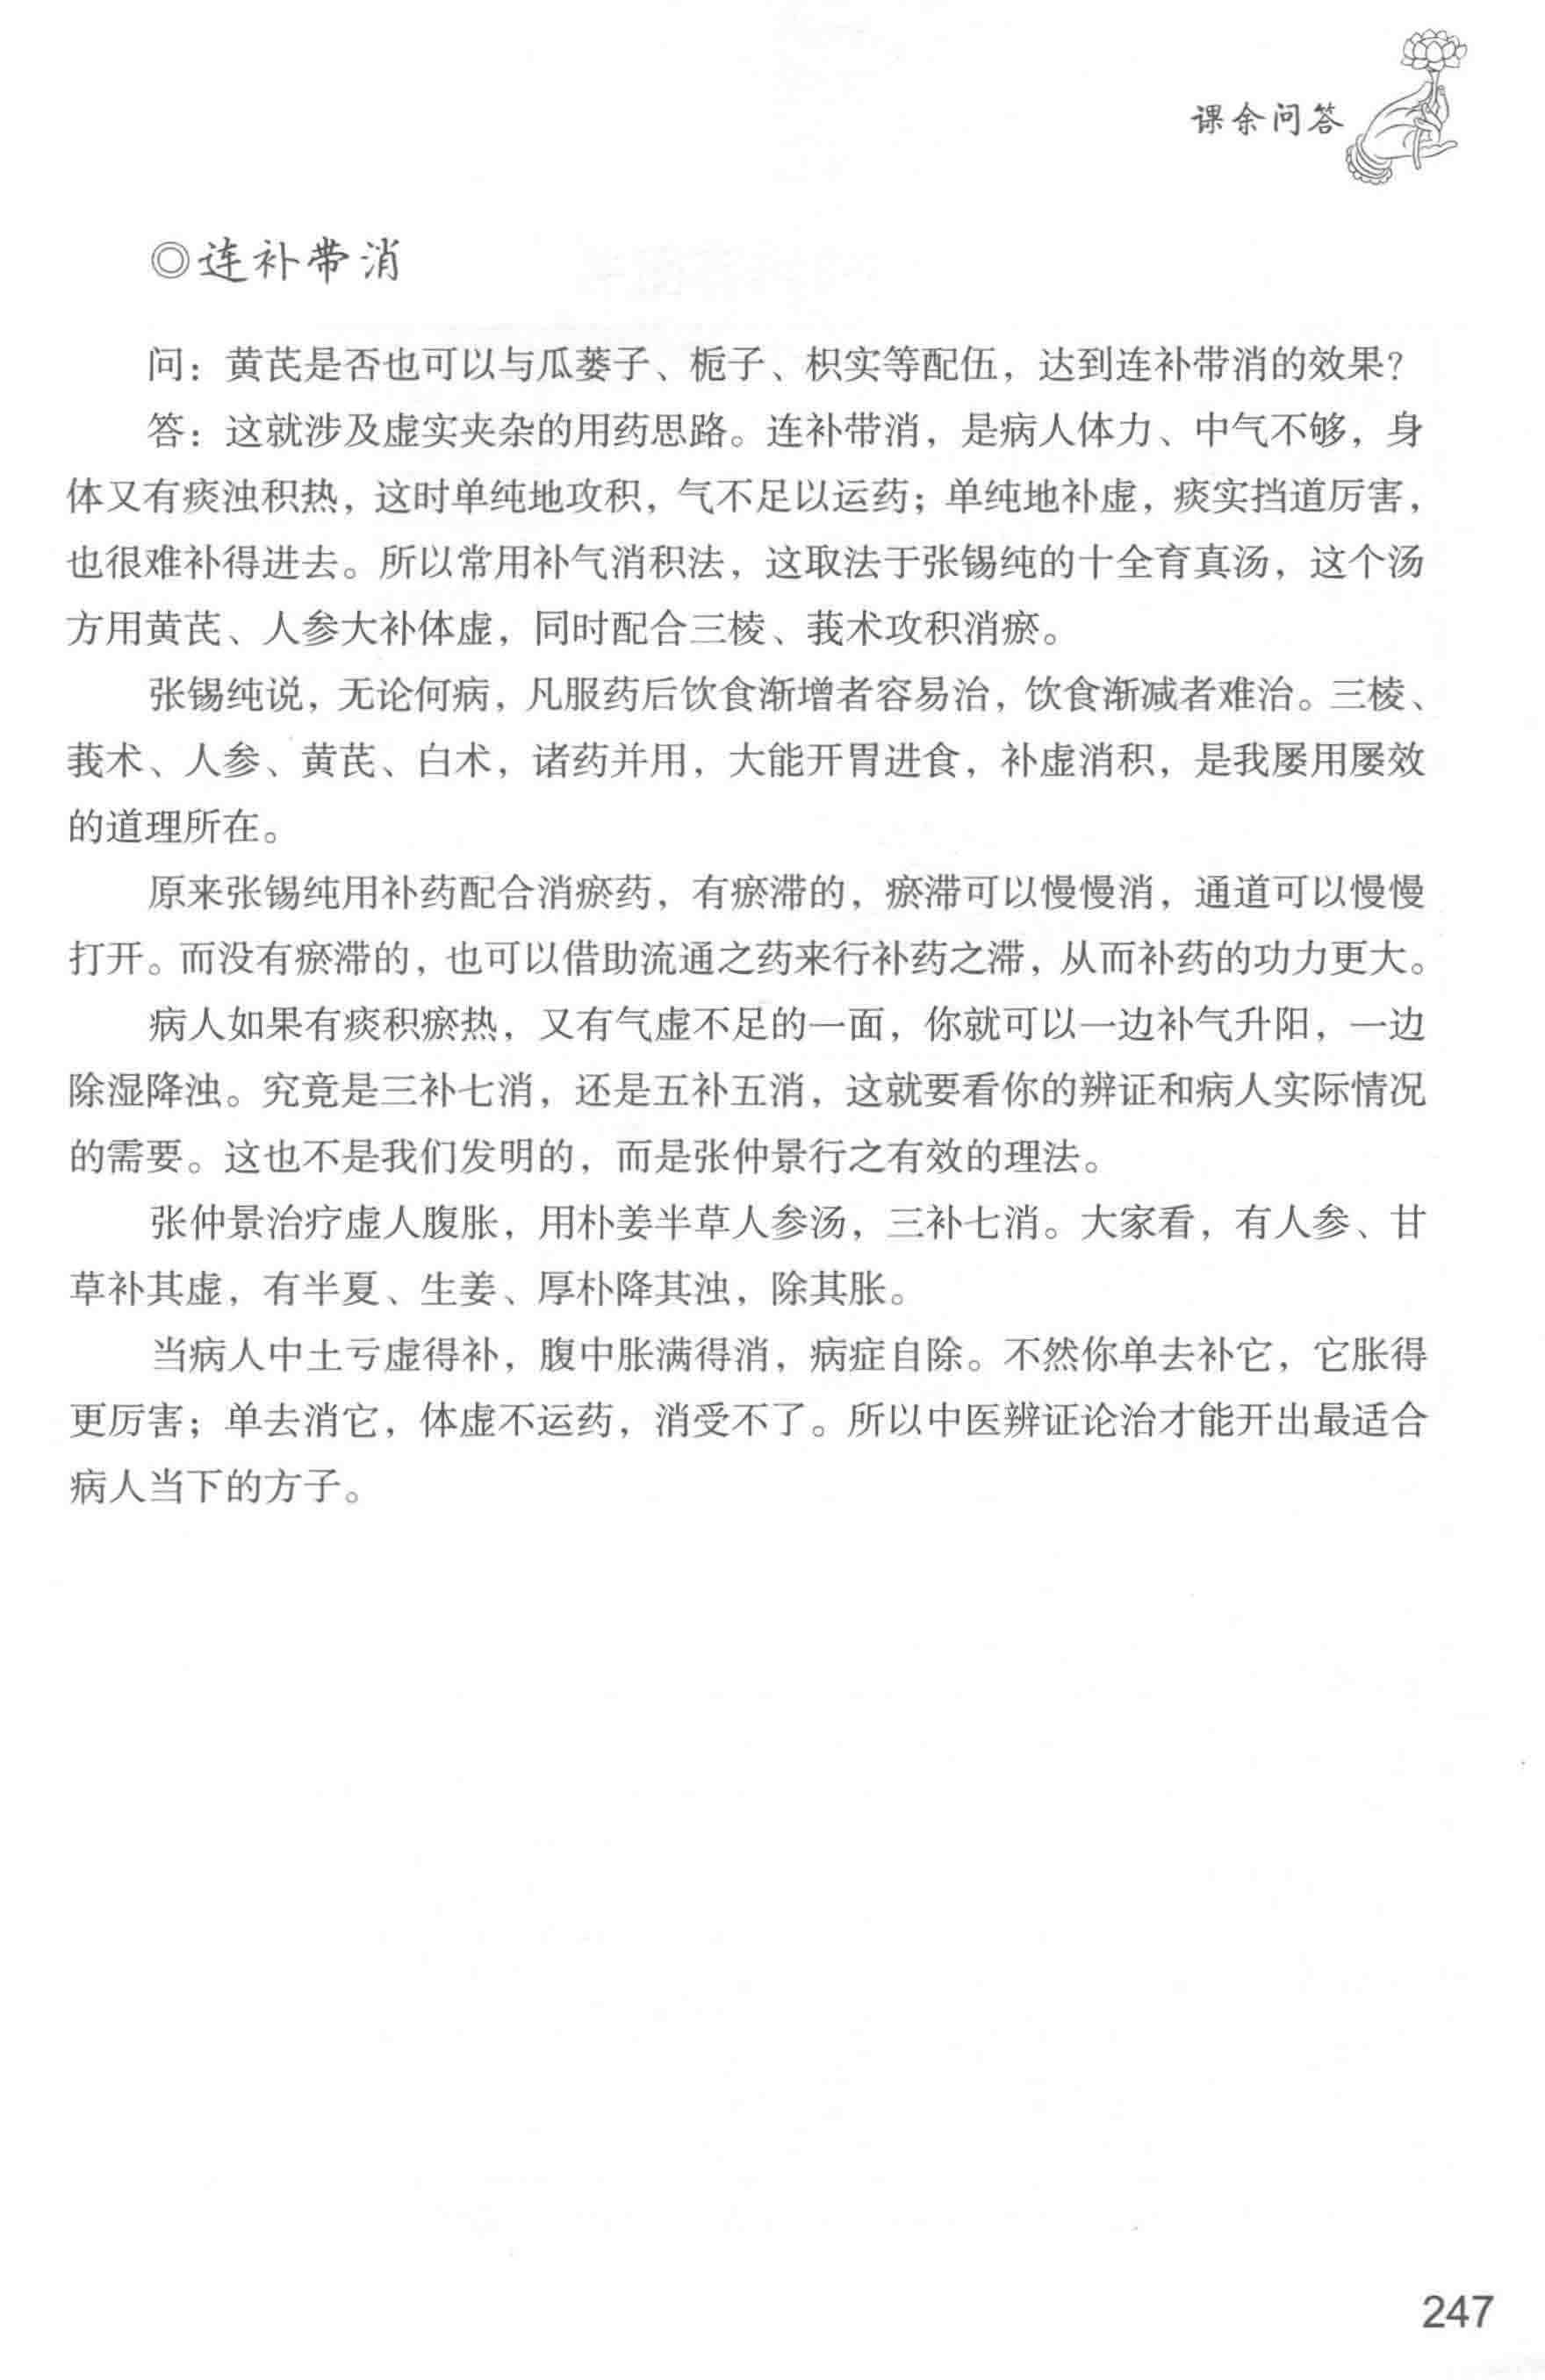 课余问答
◎连补带消
问：黄芪是否也可以与瓜蒌子、栀子、枳实等配伍，达到连补带消的效果？
答：这就涉及虚实夹杂的用药思路。连补带消，是病人体力、中气不够，身
体又有痰浊积热，这时单纯地攻积，气不足以运药；单纯地补虚，痰实挡道厉害，
也很难补得进去。所以常用补气消积法，这取法于张锡纯的十全育真汤，这个汤
方用黄芪、人参大补体虚，同时配合三棱、莪术攻积消瘀。
张锡纯说，无论何病，凡服药后饮食渐增者容易治，饮食渐减者难治。三棱、
莪术、人参、黄芪、白术，诸药并用，大能开胃进食，补虚消积，是我屡用屡效
的道理所在。
原来张锡纯用补药配合消瘀药，有瘀滞的，瘀滞可以慢慢消，通道可以慢慢
打开。而没有瘀滞的，也可以借助流通之药来行补药之滞，从而补药的功力更大。
病人如果有痰积瘀热，又有气虚不足的一面，你就可以一边补气升阳，一边
除湿降浊。究竟是三补七消，还是五补五消，这就要看你的辨证和病人实际情况
的需要。这也不是我们发明的，而是张仲景行之有效的理法。
张仲景治疗虚人腹胀，用朴姜半草人参汤，三补七消。大家看，有人参、甘
草补其虚，有半夏、生姜、厚朴降其浊，除其胀。
当病人中土亏虚得补，腹中胀满得消，病症自除。不然你单去补它，它胀得
更厉害；单去消它，体虚不运药，消受不了。所以中医辨证论治才能开出最适合
病人当下的方子。
247